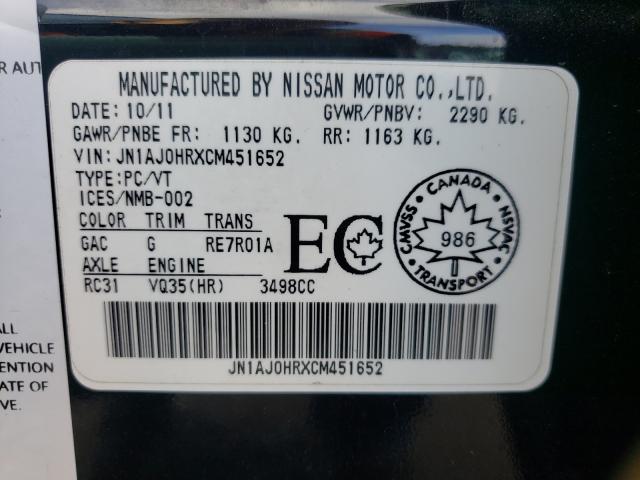 R AUT
MANUFACTURED BY NISSAN MOTOR CO.,LTD.
DATE: 10/11 GVWR/PNBV: 2290 KG.
GAWR/PNBE FR: 1130 KG. RR: 1163 KG.
VIN: JN1AJ0HRXCM451652
TYPE: PC/VT
ICES/NMB-002
COLOR TRIM TRANS
GAC G RE7R01A
AXLE ENGINE
RC31 VQ35(HR) 3498CC
EC
CANADA
CMVSS
986
NSVAC
TRANSPORT
JN1AJ0HRXCM451652
ALL
VEHICLE
ENTION
ATE OF
VE.